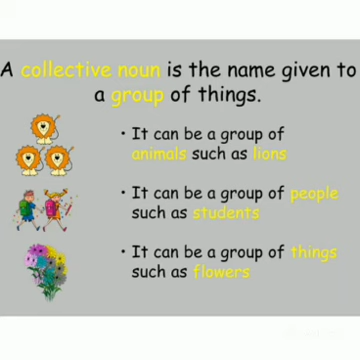 A collective noun is the name given to
a group of things.
• It can be a group of
animals such as lions
• It can be a group of people
such as students
• It can be a group of things
such as flowers